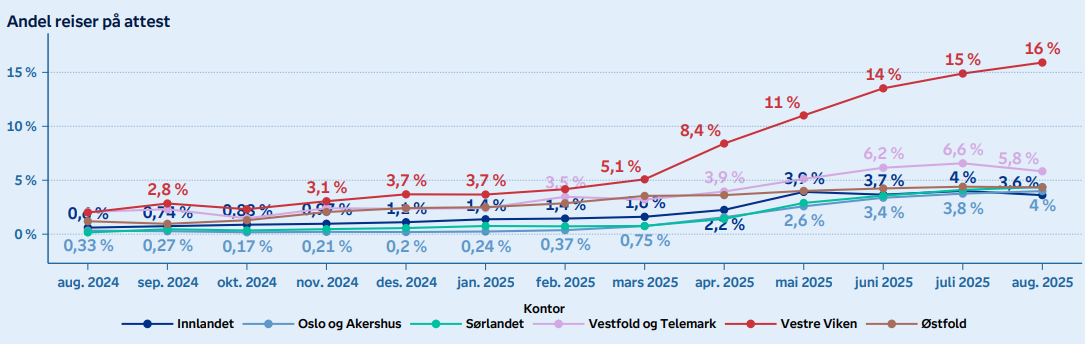 Andel reiser på attest
16 %
15 %
14 %
15 %
11 %
10 %
8,4 %
6,2 %
6,6 %
5,8 %
5,1 %
3,7 %
3,7 %
3,1 %
2,8 %
3,5 %
3,9 %
3,9 %
3,7 %
4 %
3,6 %
5 %
0,74 %
1,4 %
1,4 %
2,2 %
2,6 %
3,4 %
3,8 %
4 %
0 %
0,33 %
0,27 %
0,17 %
0,21 %
0,2 %
0,24 %
0,37 %
0,75 %
aug. 2024
sep. 2024
okt. 2024
nov. 2024
des. 2024
jan. 2025
feb. 2025
mars 2025
apr. 2025
mai 2025
juni 2025
juli 2025
aug. 2025
Kontor
Innlandet
Oslo og Akershus
Sørlandet
Vestfold og Telemark
Vestre Viken
Østfold